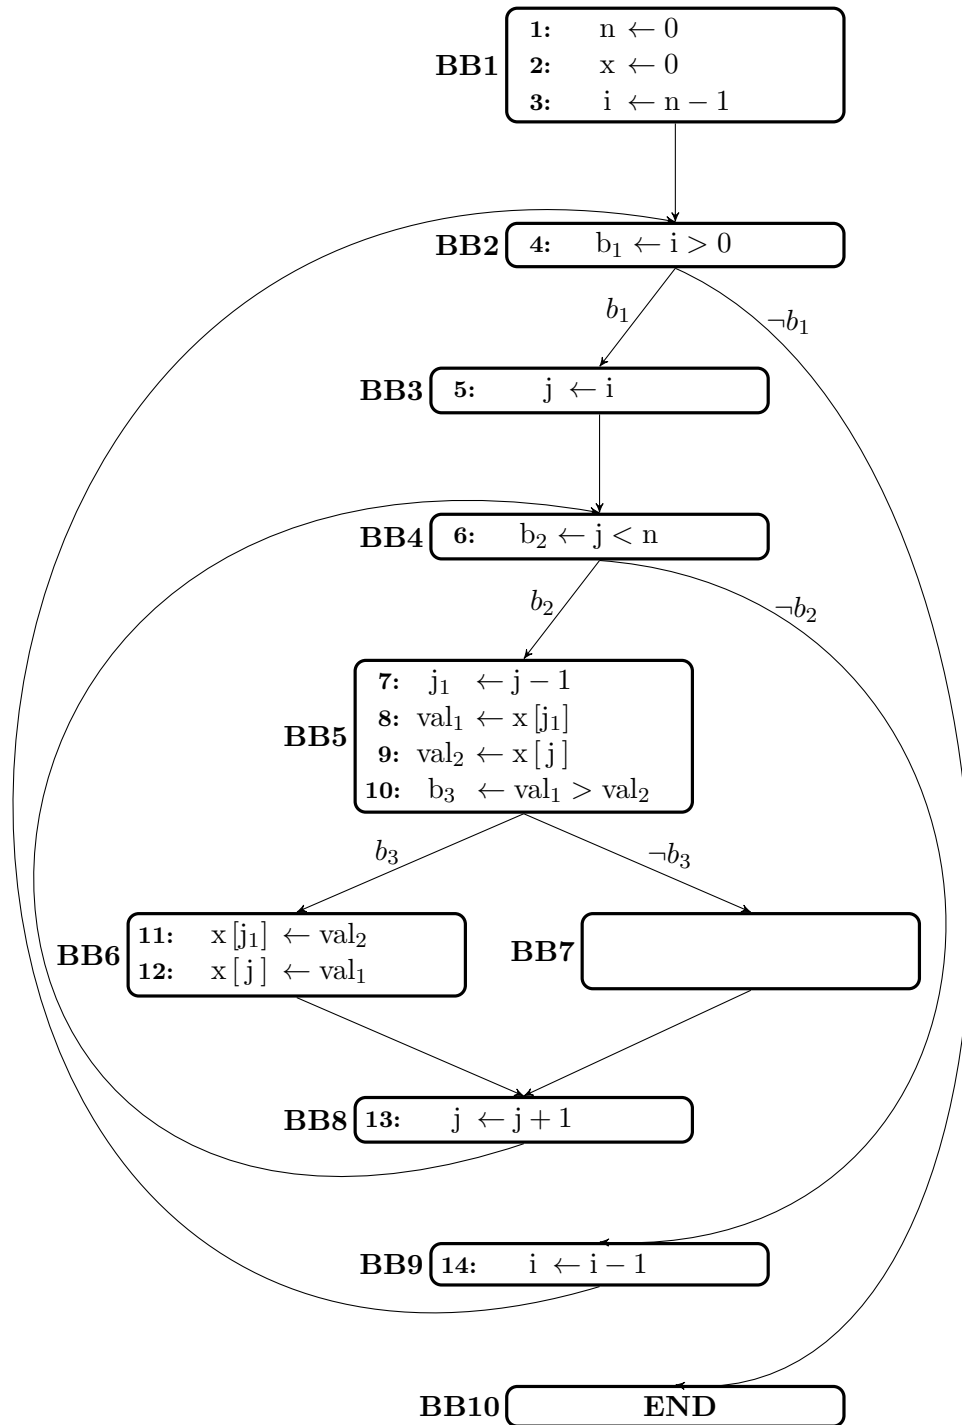 1: n ← 0
BB1 2: x ← 0
3: i ← n − 1
BB2 4: b₁ ← i > 0
b₁ ¬b₁
BB3 5: j ← i
BB4 6: b₂ ← j < n
b₂ ¬b₂
7: j₁ ← j − 1
8: val₁ ← x [j₁]
BB5
9: val₂ ← x [ j ]
10: b₃ ← val₁ > val₂
b₃ ¬b₃
11: x [j₁] ← val₂
BB6 BB7
12: x [ j ] ← val₁
BB8 13: j ← j + 1
BB9 14: i ← i − 1
BB10 END